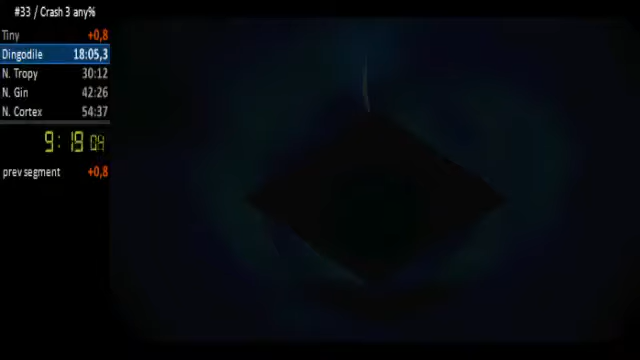 #33 / Crash 3 any%
Tiny +0,8
Dingodile 18:05,3
N. Tropy 30:12
N. Gin 42:26
N. Cortex 54:37
9:19 04
prev segment +0,8